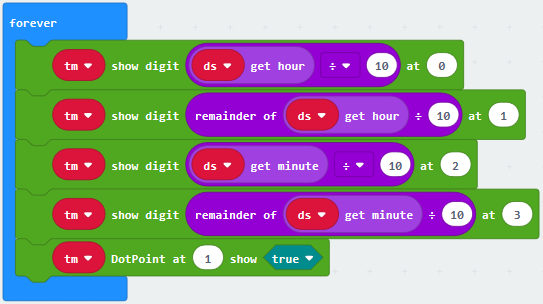 forever
tm show digit ds get hour ÷ 10 at 0
tm show digit remainder of ds get hour ÷ 10 at 1
tm show digit ds get minute ÷ 10 at 2
tm show digit remainder of ds get minute ÷ 10 at 3
tm DotPoint at 1 show true